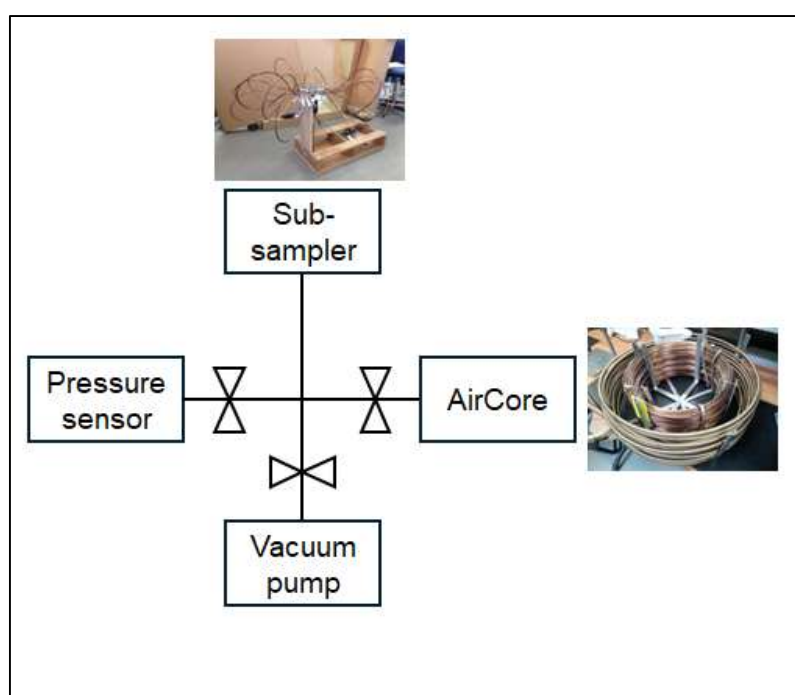 Sub-
sampler
Pressure
sensor
AirCore
Vacuum
pump